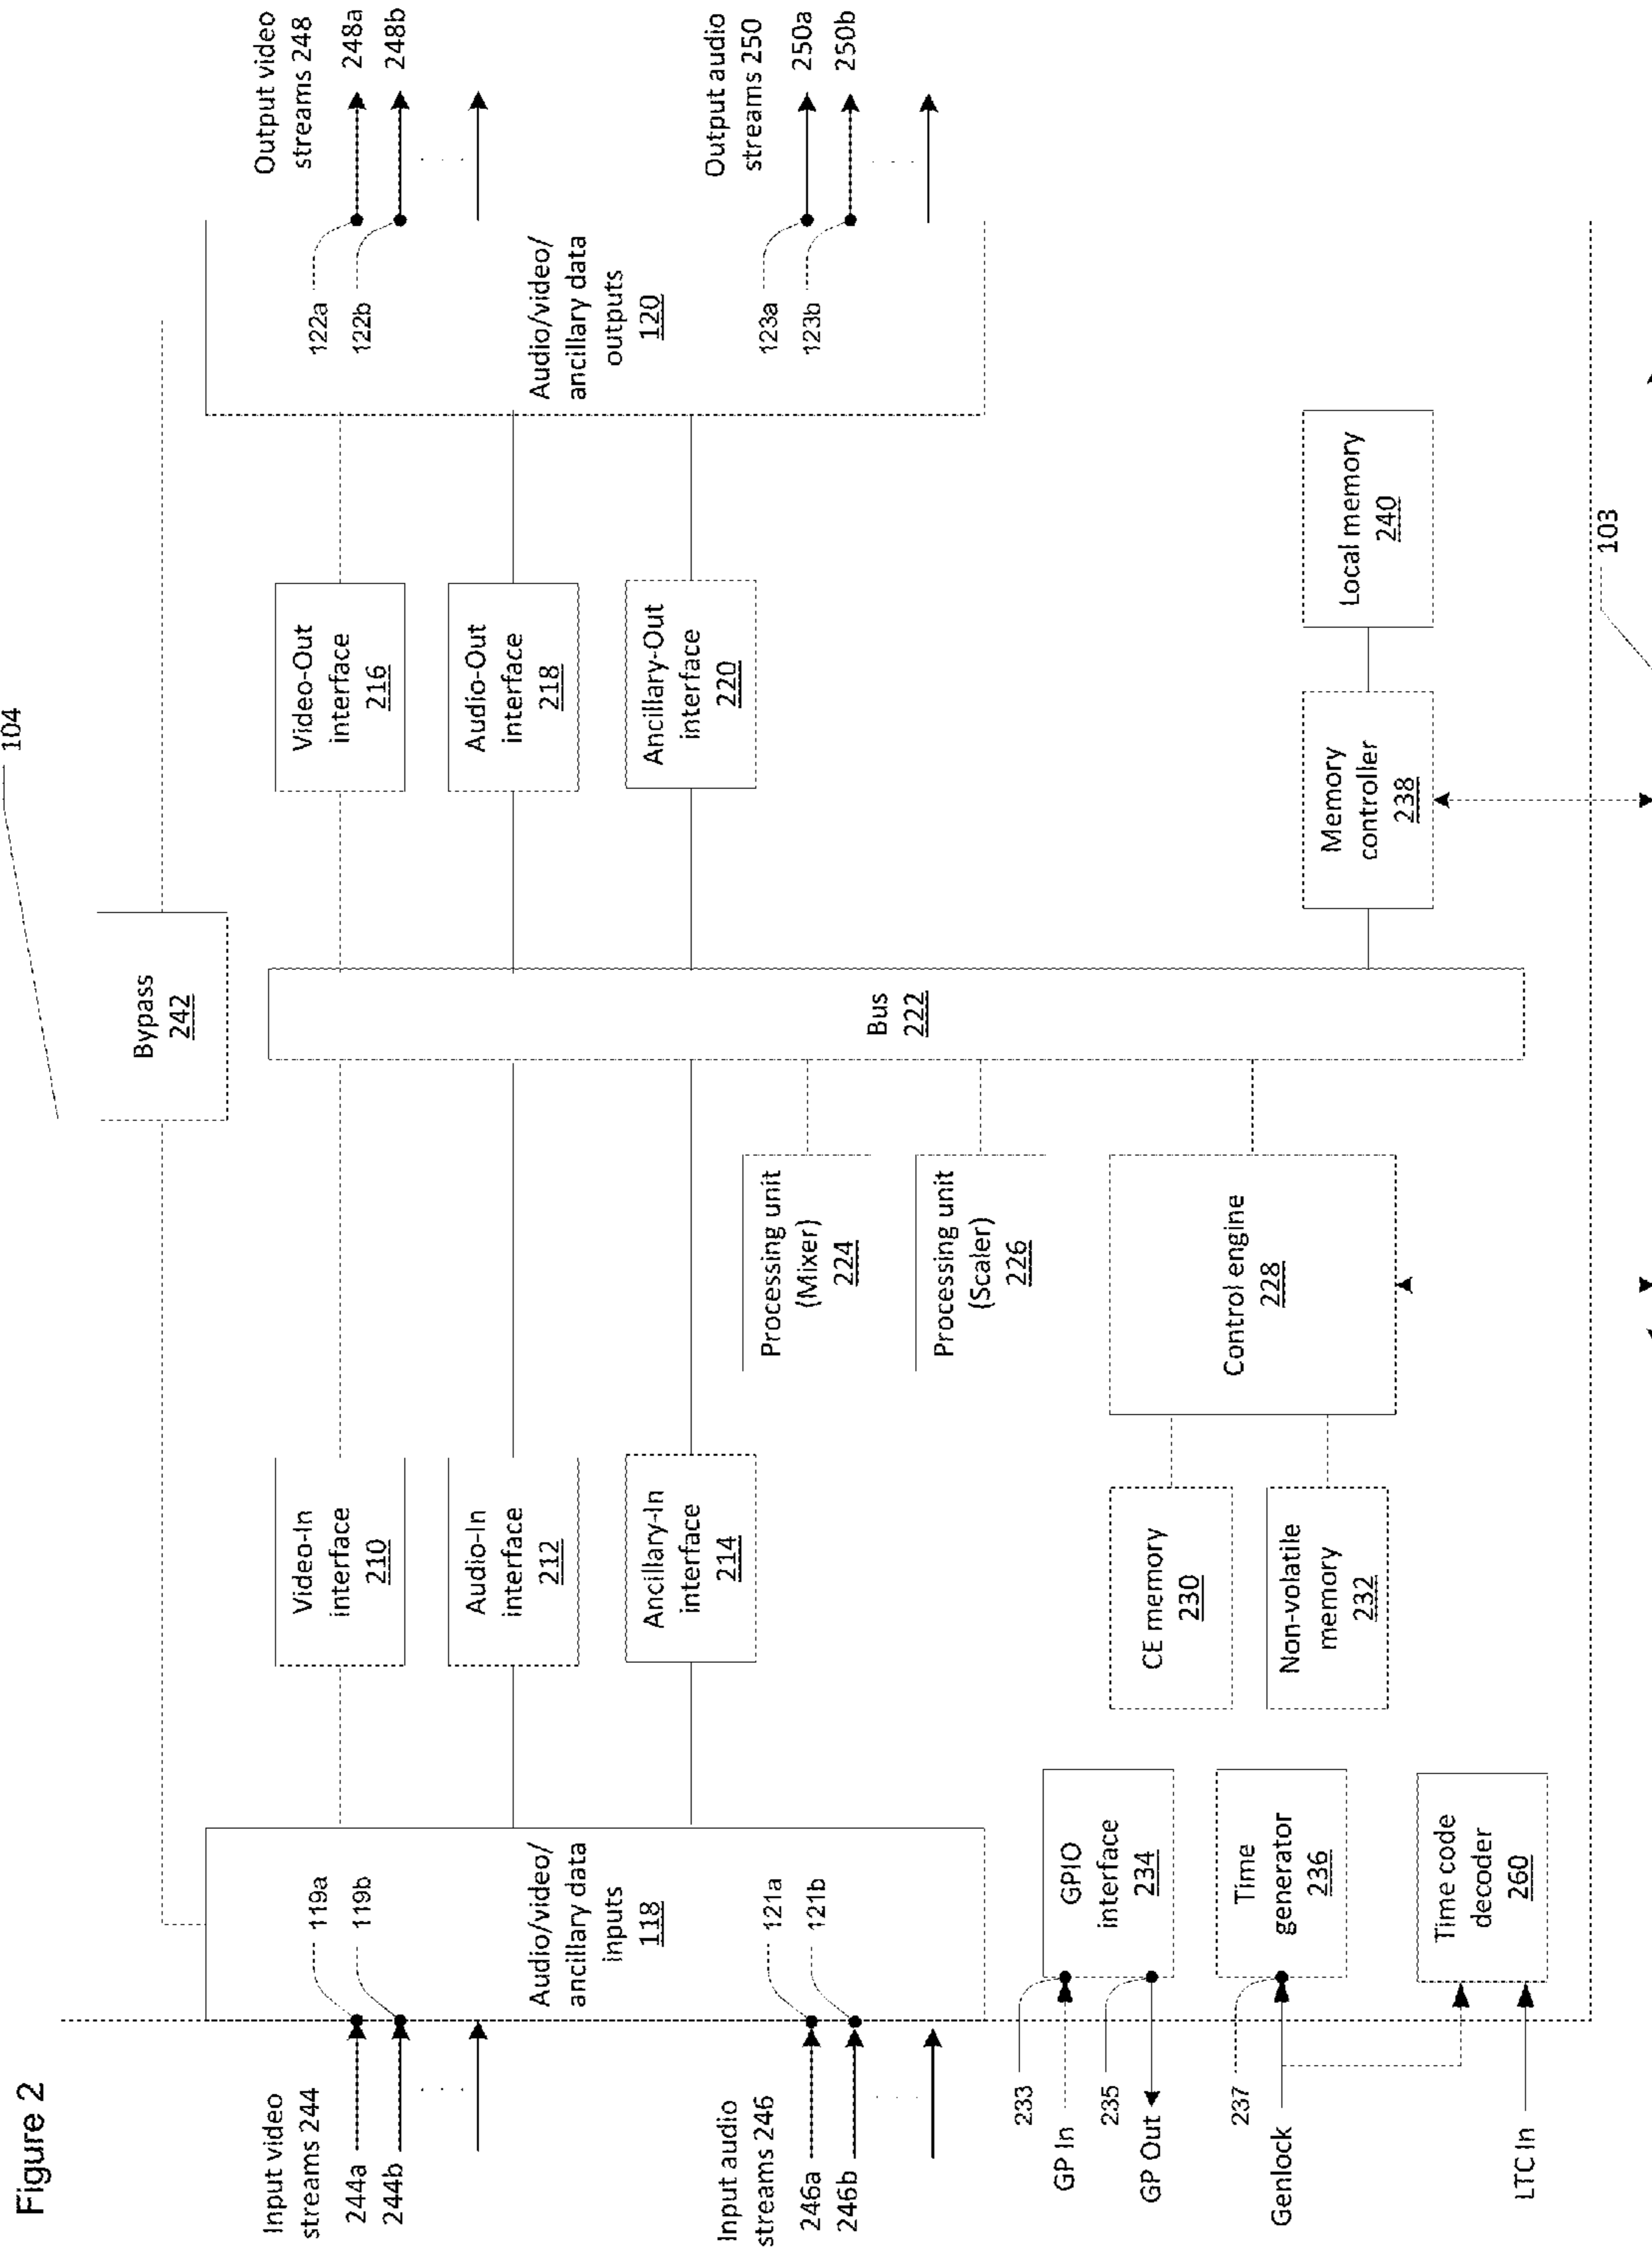 Figure 2
104
Bypass
242
Input video
streams 244
244a
244b
119a
119b
Video-In
interface
210
Video-Out
interface
216
122a
122b
Output video
streams 248
248a
248b
Audio-In
interface
212
Audio-Out
interface
218
Audio/video/
ancillary data
inputs
118
Audio/video/
ancillary data
outputs
120
Ancillary-In
interface
214
Ancillary-Out
interface
220
Input audio
streams 246
246a
246b
121a
121b
Processing unit
(Mixer)
224
Bus
222
123a
123b
Output audio
streams 250
250a
250b
Processing unit
(Scaler)
226
233
GP In
235
GP Out
GPIO
interface
234
CE memory
230
Control engine
228
237
Genlock
Time
generator
236
Non-volatile
memory
232
Memory
controller
238
Local memory
240
LTC In
Time code
decoder
260
103